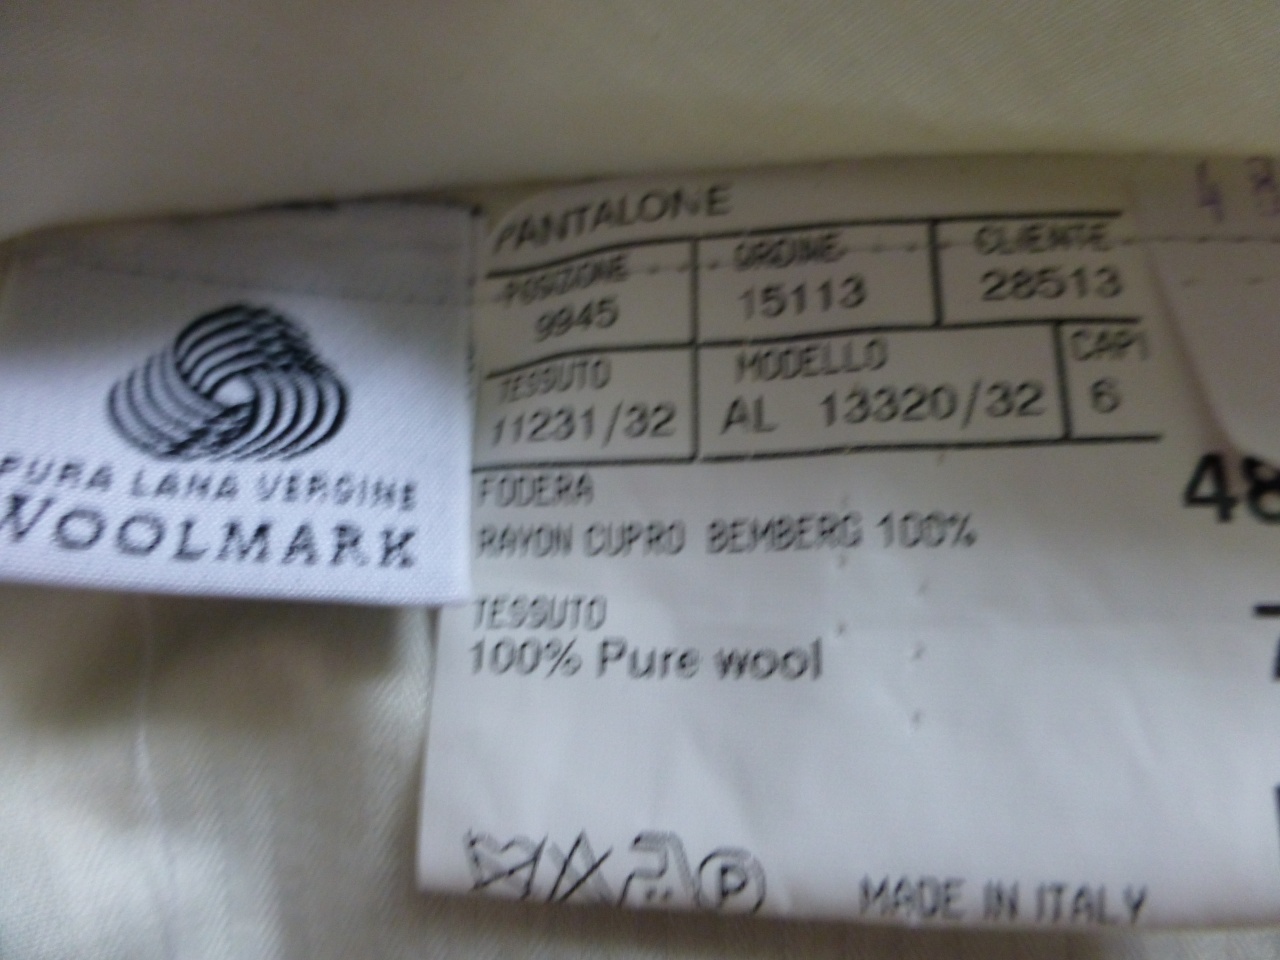 PURA LANA VERGINE
WOOLMARK
PANTALONE
POSIZIONE ORDINE CLIENTE
9945 15113 28513
TESSUTO MODELLO CAPI
11231/32 AL 13320/32 6
48
FODERA
RAYON CUPRO BEMBERG 100%
TESSUTO
100% Pure wool
P
MADE IN ITALY